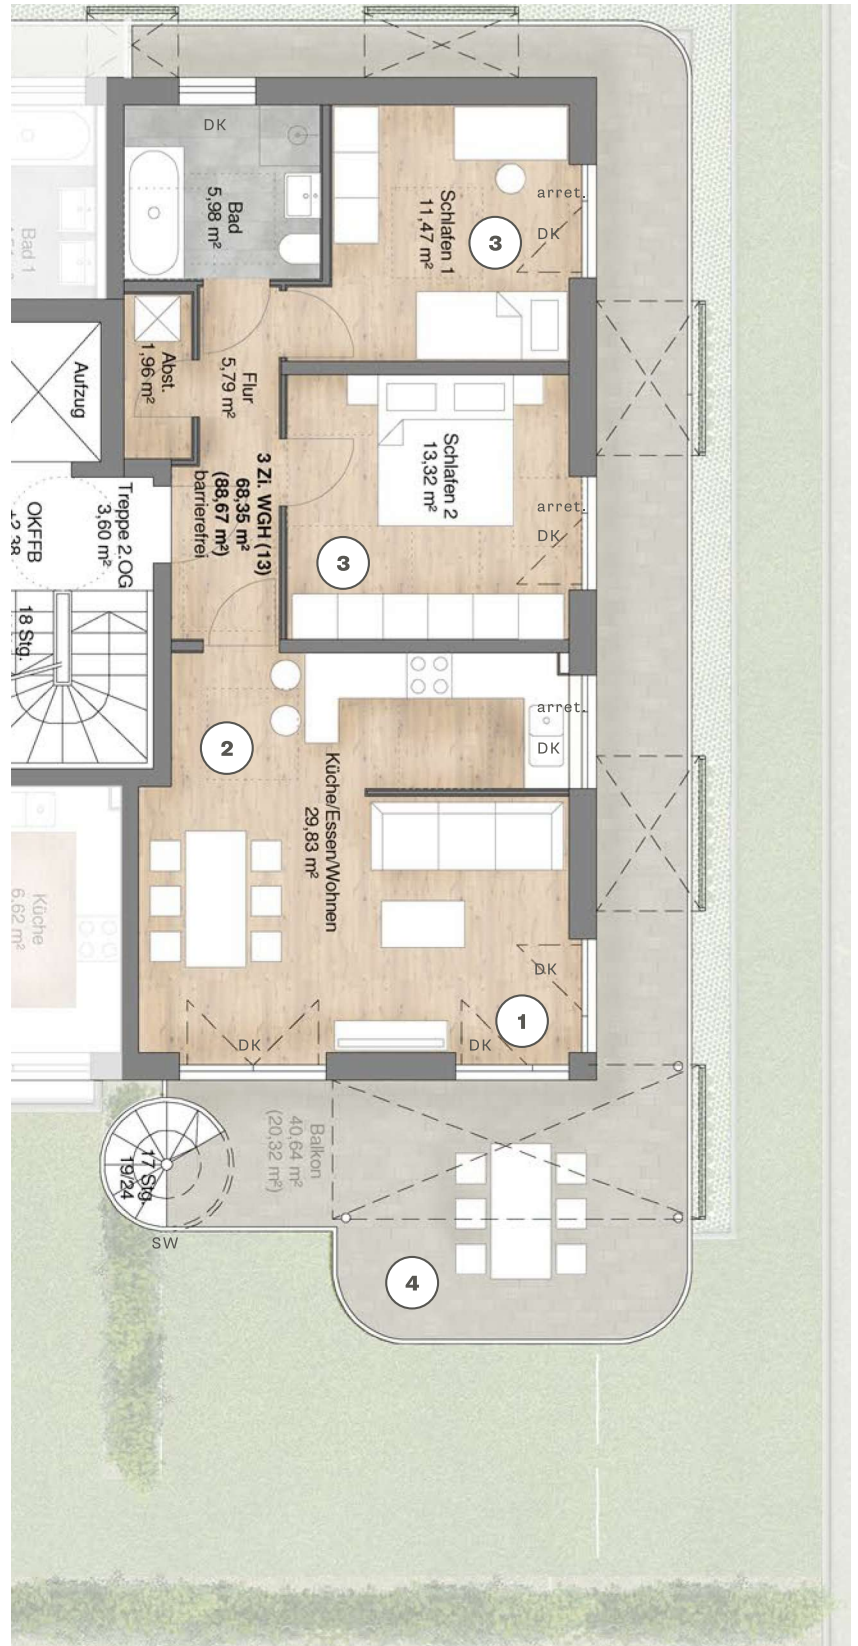 DK
Bad
5,98 m²
Schlafen 1
11,47 m²
arret.
DK
3
Bad 1
Abst.
1,96 m²
Flur
5,79 m²
Aufzug
Schlafen 2
13,32 m²
arret.
DK
3
3 Zi. WGH (13)
68,35 m²
(88,67 m²)
barrierefrei
Treppe 2.OG
3,60 m²
OKFFB
18 Stg.
arret.
DK
2
Küche/Essen/Wohnen
29,83 m²
Küche
6,62 m²
DK
1
DK
DK
Balkon
40,64 m²
(20,32 m²)
17 Stg.
19/24
SW
4